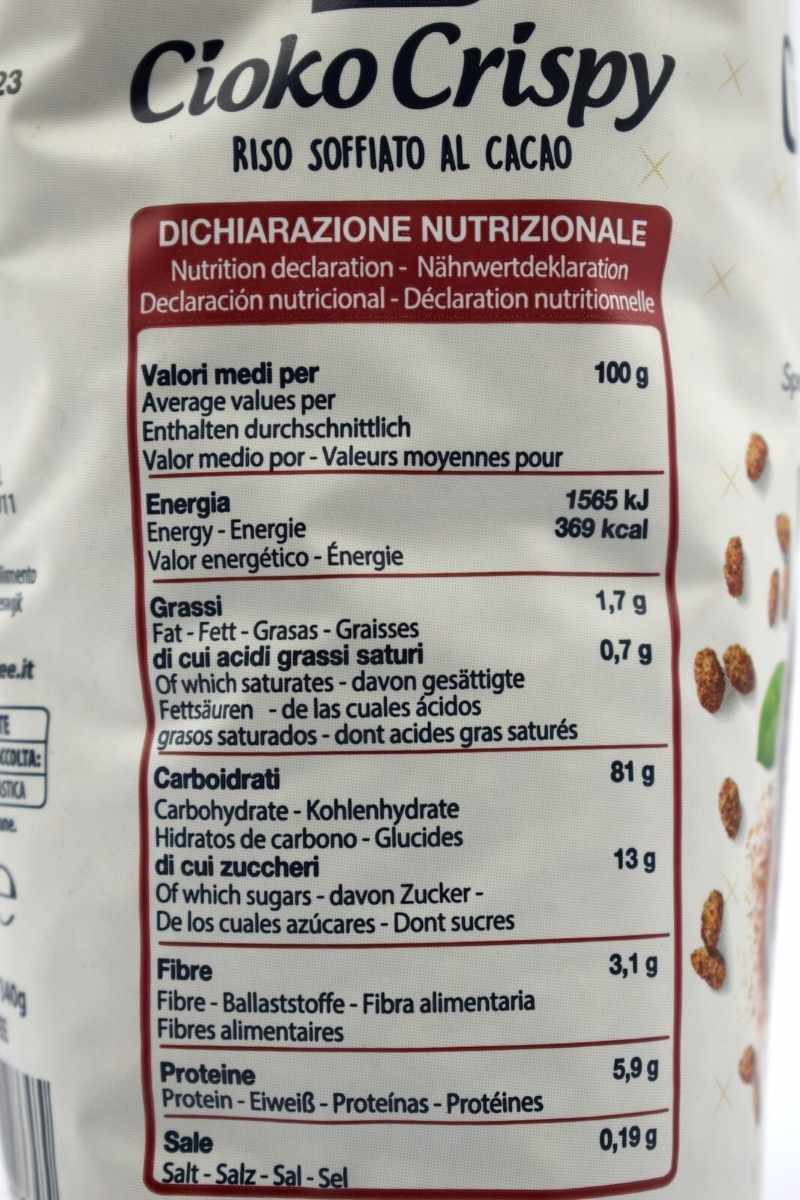 Cioko Crispy
RISO SOFFIATO AL CACAO
DICHIARAZIONE NUTRIZIONALE
Nutrition declaration - Nährwertdeklaration
Declaración nutricional - Déclaration nutritionnelle
Valori medi per 100 g
Average values per
Enthalten durchschnittlich
Valor medio por - Valeurs moyennes pour
Energia 1565 kJ
Energy - Energie 369 kcal
Valor energético - Énergie
Grassi 1,7 g
Fat - Fett - Grasas - Graisses
di cui acidi grassi saturi 0,7 g
Of which saturates - davon gesättigte
Fettsäuren - de las cuales ácidos
grasos saturados - dont acides gras saturés
Carboidrati 81 g
Carbohydrate - Kohlenhydrate
Hidratos de carbono - Glucides
di cui zuccheri 13 g
Of which sugars - davon Zucker -
De los cuales azúcares - Dont sucres
Fibre 3,1 g
Fibre - Ballaststoffe - Fibra alimentaria
Fibres alimentaires
Proteine 5,9 g
Protein - Eiweiß - Proteínas - Protéines
Sale 0,19 g
Salt - Salz - Sal - Sel
23
11
ee.it